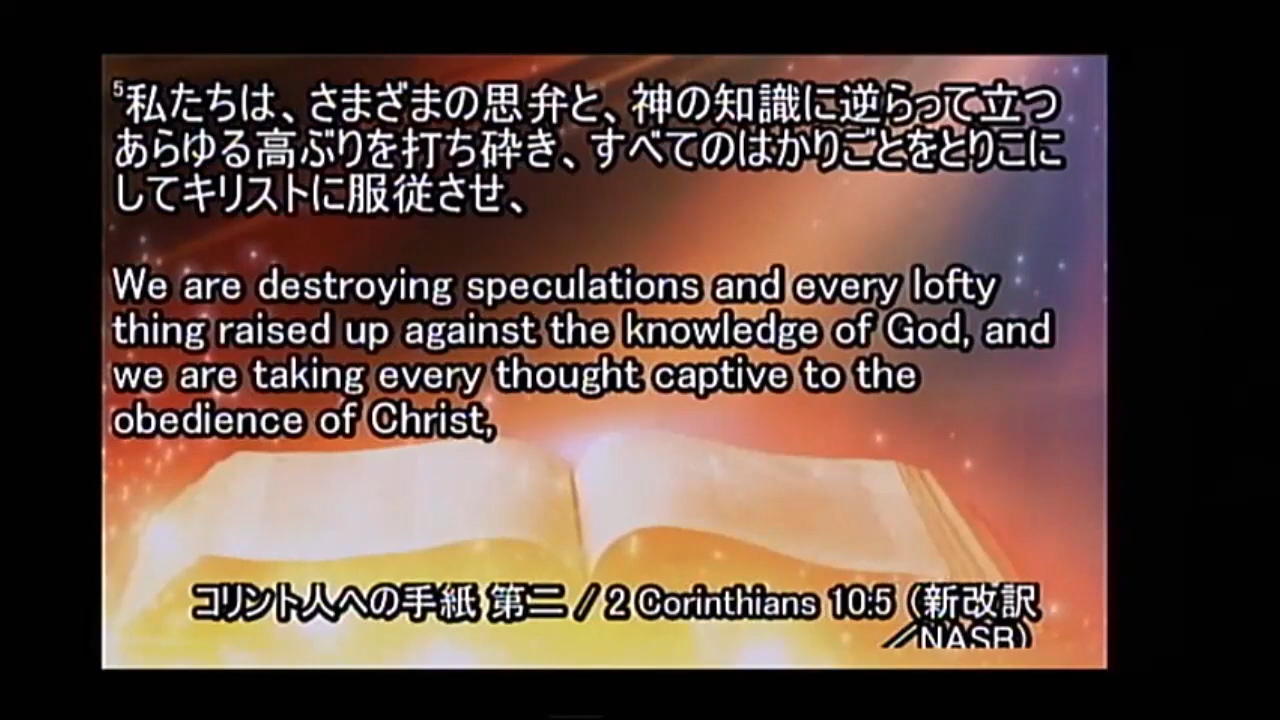 5私たちは、さまざまの思弁と、神の知識に逆らって立つ
あらゆる高ぶりを打ち砕き、すべてのはかりごとをとりこに
してキリストに服従させ、
We are destroying speculations and every lofty
thing raised up against the knowledge of God, and
we are taking every thought captive to the
obedience of Christ,
コリント人への手紙 第二 / 2 Corinthians 10:5 (新改訳
/NASB)